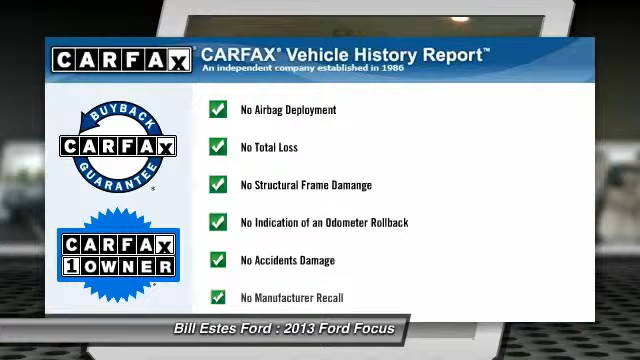 CARFAX
CARFAX® Vehicle History Report™
An independent company established in 1986
BUYBACK
CARFAX
GUARANTEE
CARFAX
1 OWNER
No Airbag Deployment
No Total Loss
No Structural Frame Damange
No Indication of an Odometer Rollback
No Accidents Damage
No Manufacturer Recall
Bill Estes Ford : 2013 Ford Focus